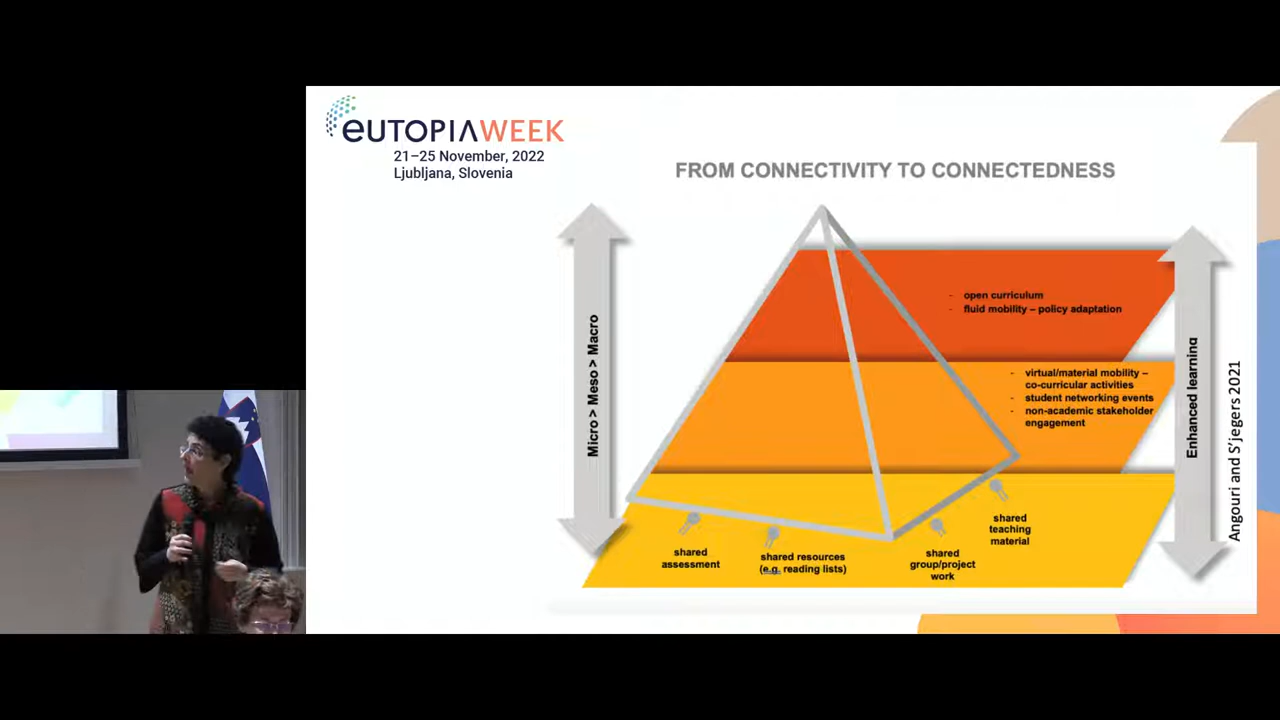 eUTOPIA WEEK
21–25 November, 2022
Ljubljana, Slovenia
FROM CONNECTIVITY TO CONNECTEDNESS
Micro > Meso > Macro
- open curriculum
- fluid mobility – policy adaptation
- virtual/material mobility –
co-curricular activities
- student networking events
- non-academic stakeholder
engagement
shared
assessment
shared resources
(e.g. reading lists)
shared
group/project
work
shared
teaching
material
Enhanced learning
Angouri and S'jegers 2021